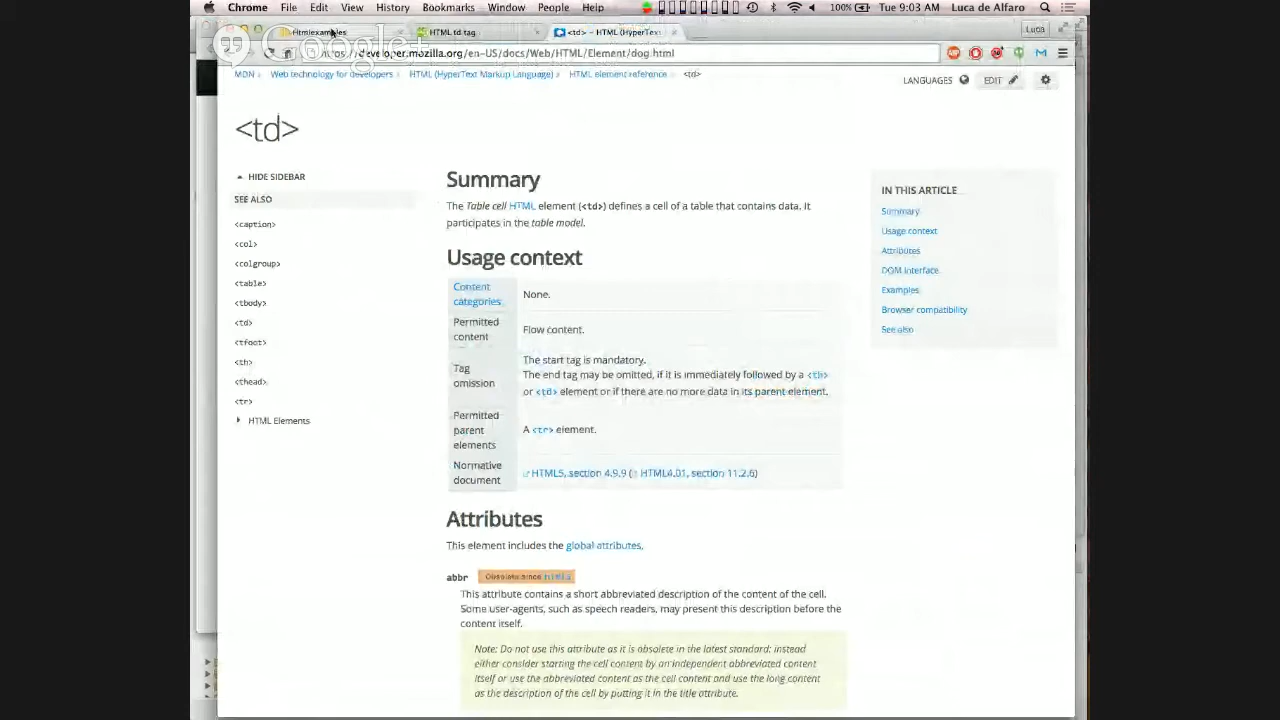 Chrome File Edit View History Bookmarks Window People Help 100% Tue 9:03 AM Luca de Alfaro
Htmlexamples HTML td tag <td> - HTML (HyperText Luca
Google+
https://developer.mozilla.org/en-US/docs/Web/HTML/Element/dog.html
MDN Web technology for developers HTML (HyperText Markup Language) HTML element reference <td>
LANGUAGES EDIT
<td>
HIDE SIDEBAR
SEE ALSO
<caption>
<col>
<colgroup>
<table>
<tbody>
<td>
<tfoot>
<th>
<thead>
<tr>
HTML Elements
Summary
The Table cell HTML element (<td>) defines a cell of a table that contains data. It
participates in the table model.
Usage context
Content
categories
None.
Permitted
content
Flow content.
Tag
omission
The start tag is mandatory.
The end tag may be omitted, if it is immediately followed by a <th>
or <td> element or if there are no more data in its parent element.
Permitted
parent
elements
A <tr> element.
Normative
document
HTML5, section 4.9.9 ( HTML4.01, section 11.2.6)
Attributes
This element includes the global attributes.
abbr Obsolete since html5
This attribute contains a short abbreviated description of the content of the cell.
Some user-agents, such as speech readers, may present this description before the
content itself.
Note: Do not use this attribute as it is obsolete in the latest standard: instead
either consider starting the cell content by an independent abbreviated content
itself or use the abbreviated content as the cell content and use the long content
as the description of the cell by putting it in the title attribute.
IN THIS ARTICLE
Summary
Usage context
Attributes
DOM Interface
Examples
Browser compatibility
See also